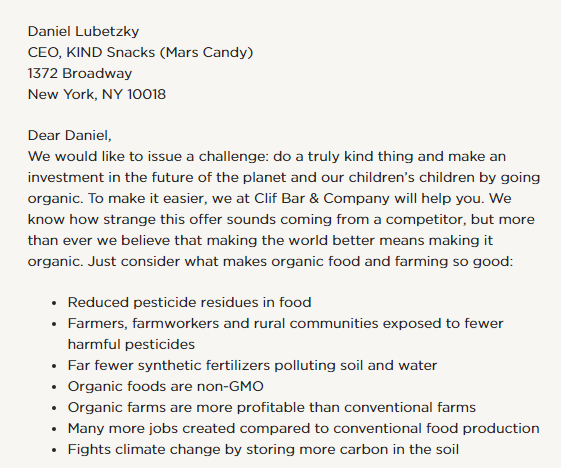 Daniel Lubetzky
CEO, KIND Snacks (Mars Candy)
1372 Broadway
New York, NY 10018
Dear Daniel,
We would like to issue a challenge: do a truly kind thing and make an
investment in the future of the planet and our children’s children by going
organic. To make it easier, we at Clif Bar & Company will help you. We
know how strange this offer sounds coming from a competitor, but more
than ever we believe that making the world better means making it
organic. Just consider what makes organic food and farming so good:
• Reduced pesticide residues in food
• Farmers, farmworkers and rural communities exposed to fewer
harmful pesticides
• Far fewer synthetic fertilizers polluting soil and water
• Organic foods are non-GMO
• Organic farms are more profitable than conventional farms
• Many more jobs created compared to conventional food production
• Fights climate change by storing more carbon in the soil